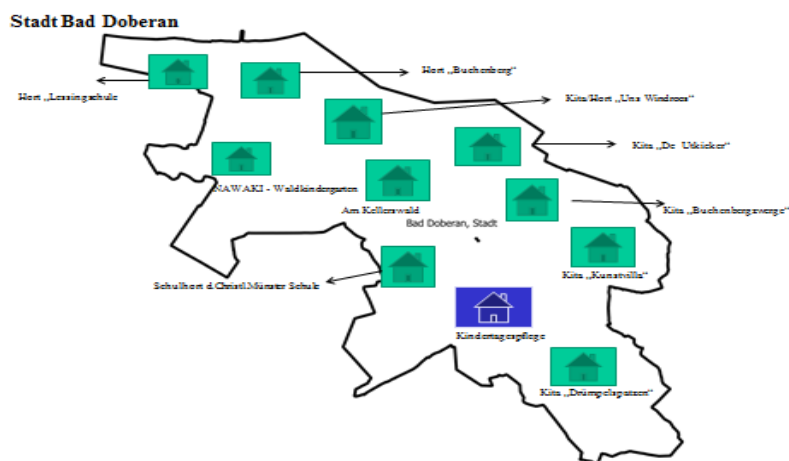 Stadt Bad Doberan
Hort „Buchenberg“
Hort „Lessingschule
Kita/Hort „Uns Windroos“
Kita „De Utkieker“
NAWAKI - Waldkindergarten
Am Kellerswald
Kita „Buchenbergzwerge“
Bad Doberan, Stadt
Kita „Kunstvilla“
Schulhort d.Christl.Münster Schule
Kindertagespflege
Kita „Drümpelspatzen“